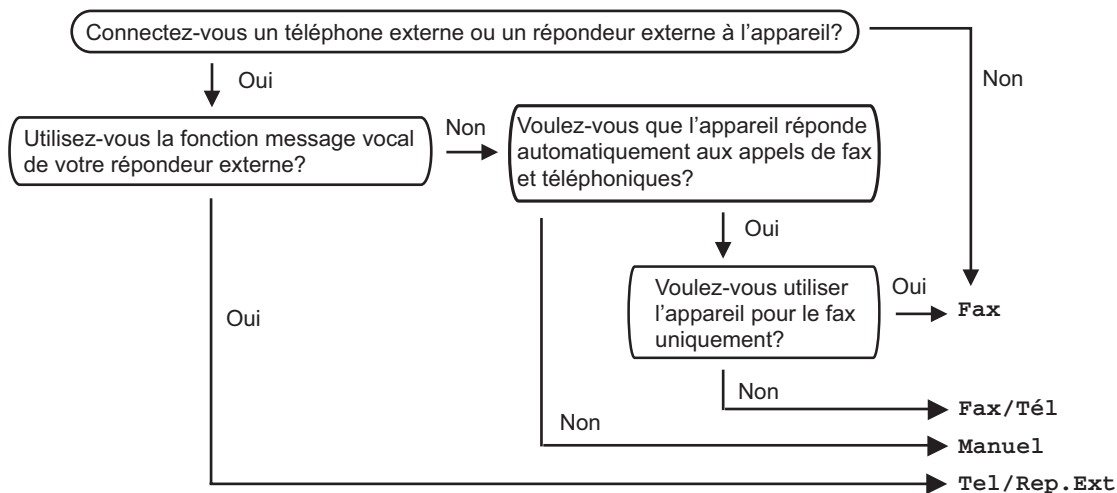 Connectez-vous un téléphone externe ou un répondeur externe à l’appareil?
Oui
Non
Utilisez-vous la fonction message vocal
de votre répondeur externe?
Non
Voulez-vous que l’appareil réponde
automatiquement aux appels de fax
et téléphoniques?
Oui
Voulez-vous utiliser
l’appareil pour le fax
uniquement?
Oui
Fax
Oui
Non
Fax/Tél
Non
Manuel
Tel/Rep.Ext